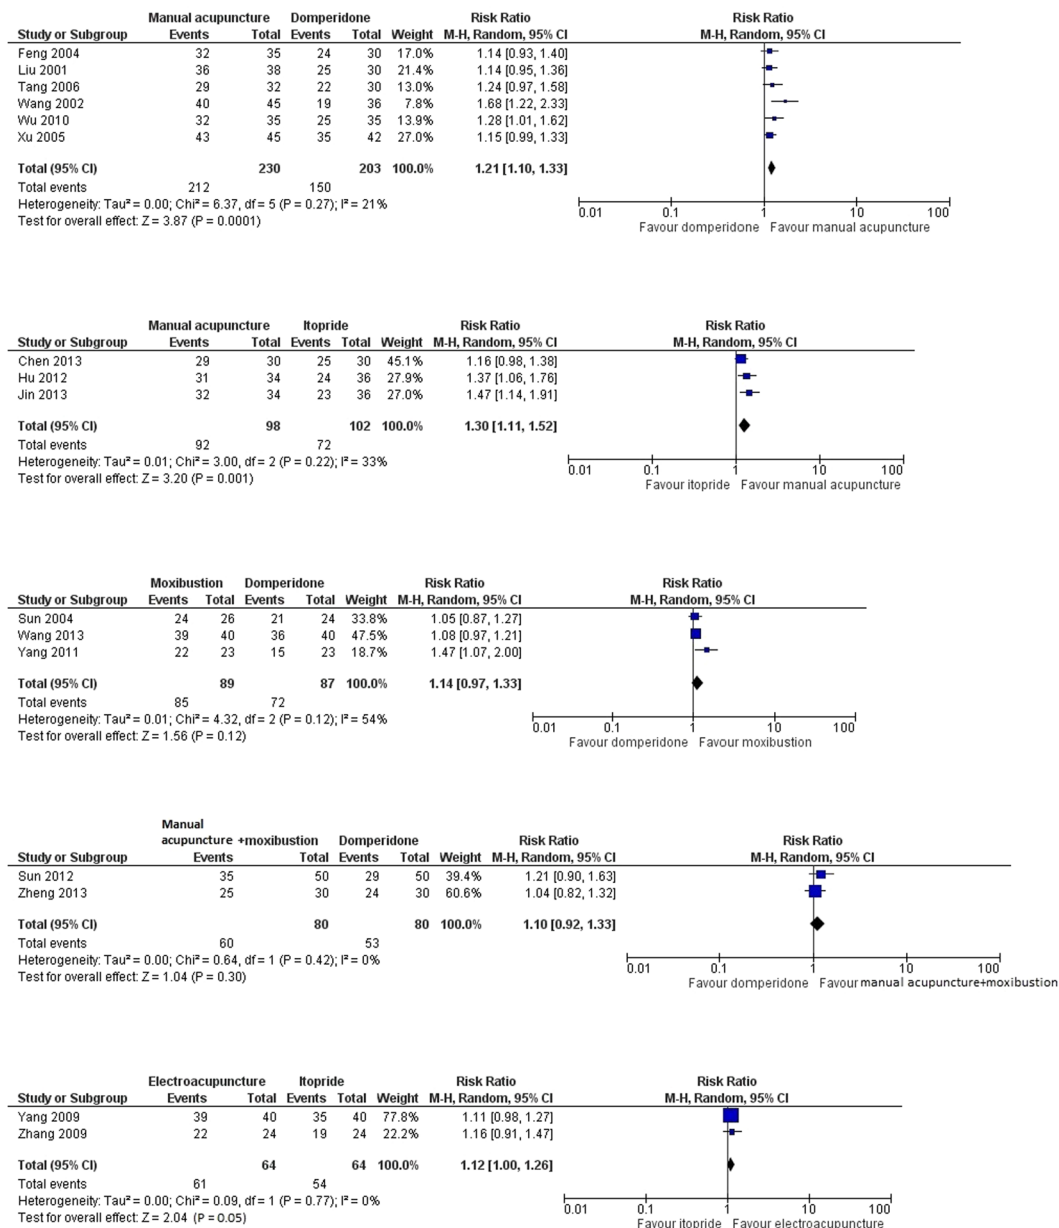 Manual acupuncture Domperidone Risk Ratio Risk Ratio
Study or Subgroup Events Total Events Total Weight M-H, Random, 95% CI M-H, Random, 95% CI
Feng 2004 32 35 24 30 17.0% 1.14 [0.93, 1.40]
Liu 2001 36 38 25 30 21.4% 1.14 [0.95, 1.36]
Tang 2006 29 32 22 30 13.0% 1.24 [0.97, 1.58]
Wang 2002 40 45 19 36 7.8% 1.68 [1.22, 2.33]
Wu 2010 32 35 25 35 13.9% 1.28 [1.01, 1.62]
Xu 2005 43 45 35 42 27.0% 1.15 [0.99, 1.33]
Total (95% CI) 230 203 100.0% 1.21 [1.10, 1.33]
Total events 212 150
Heterogeneity: Tau² = 0.00; Chi² = 6.37, df = 5 (P = 0.27); I² = 21%
Test for overall effect: Z = 3.87 (P = 0.0001)
0.01 0.1 1 10 100
Favour domperidone Favour manual acupuncture
Manual acupuncture Itopride Risk Ratio Risk Ratio
Study or Subgroup Events Total Events Total Weight M-H, Random, 95% CI M-H, Random, 95% CI
Chen 2013 29 30 25 30 45.1% 1.16 [0.98, 1.38]
Hu 2012 31 34 24 36 27.9% 1.37 [1.06, 1.76]
Jin 2013 32 34 23 36 27.0% 1.47 [1.14, 1.91]
Total (95% CI) 98 102 100.0% 1.30 [1.11, 1.52]
Total events 92 72
Heterogeneity: Tau² = 0.01; Chi² = 3.00, df = 2 (P = 0.22); I² = 33%
Test for overall effect: Z = 3.20 (P = 0.001)
0.01 0.1 1 10 100
Favour itopride Favour manual acupuncture
Moxibustion Domperidone Risk Ratio Risk Ratio
Study or Subgroup Events Total Events Total Weight M-H, Random, 95% CI M-H, Random, 95% CI
Sun 2004 24 26 21 24 33.8% 1.05 [0.87, 1.27]
Wang 2013 39 40 36 40 47.5% 1.08 [0.97, 1.21]
Yang 2011 22 23 15 23 18.7% 1.47 [1.07, 2.00]
Total (95% CI) 89 87 100.0% 1.14 [0.97, 1.33]
Total events 85 72
Heterogeneity: Tau² = 0.01; Chi² = 4.32, df = 2 (P = 0.12); I² = 54%
Test for overall effect: Z = 1.56 (P = 0.12)
0.01 0.1 1 10 100
Favour domperidone Favour moxibustion
Manual
acupuncture +moxibustion Domperidone Risk Ratio Risk Ratio
Study or Subgroup Events Total Events Total Weight M-H, Random, 95% CI M-H, Random, 95% CI
Sun 2012 35 50 29 50 39.4% 1.21 [0.90, 1.63]
Zheng 2013 25 30 24 30 60.6% 1.04 [0.82, 1.32]
Total (95% CI) 80 80 100.0% 1.10 [0.92, 1.33]
Total events 60 53
Heterogeneity: Tau² = 0.00; Chi² = 0.64, df = 1 (P = 0.42); I² = 0%
Test for overall effect: Z = 1.04 (P = 0.30)
0.01 0.1 1 10 100
Favour domperidone Favour manual acupuncture+moxibustion
Electroacupuncture Itopride Risk Ratio Risk Ratio
Study or Subgroup Events Total Events Total Weight M-H, Random, 95% CI M-H, Random, 95% CI
Yang 2009 39 40 35 40 77.8% 1.11 [0.98, 1.27]
Zhang 2009 22 24 19 24 22.2% 1.16 [0.91, 1.47]
Total (95% CI) 64 64 100.0% 1.12 [1.00, 1.26]
Total events 61 54
Heterogeneity: Tau² = 0.00; Chi² = 0.09, df = 1 (P = 0.77); I² = 0%
Test for overall effect: Z = 2.04 (P = 0.05)
0.01 0.1 1 10 100
Favour itopride Favour electroacupuncture